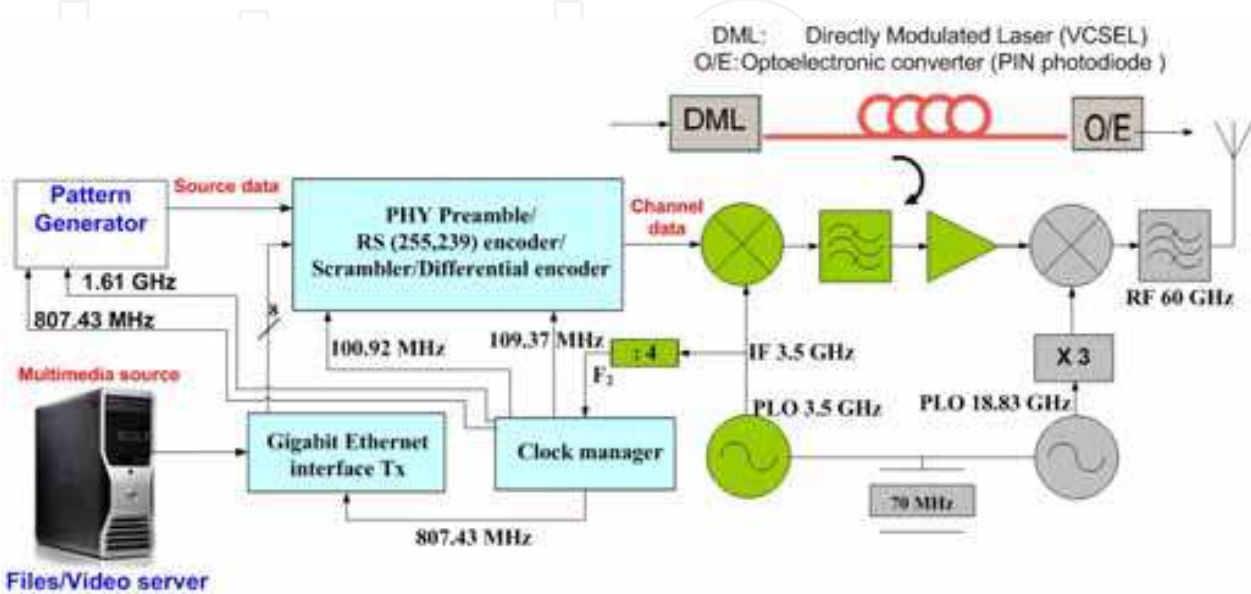 DML: Directly Modulated Laser (VCSEL)
O/E:Optoelectronic converter (PIN photodiode )
DML
O/E
Pattern
Generator
Source data
PHY Preamble/
RS (255,239) encoder/
Scrambler/Differential encoder
Channel
data
1.61 GHz
807.43 MHz
8
100.92 MHz
109.37 MHz
: 4
F₂
IF 3.5 GHz
RF 60 GHz
X 3
Multimedia source
PLO 3.5 GHz
PLO 18.83 GHz
Gigabit Ethernet
interface Tx
Clock manager
70 MHz
807.43 MHz
Files/Video server